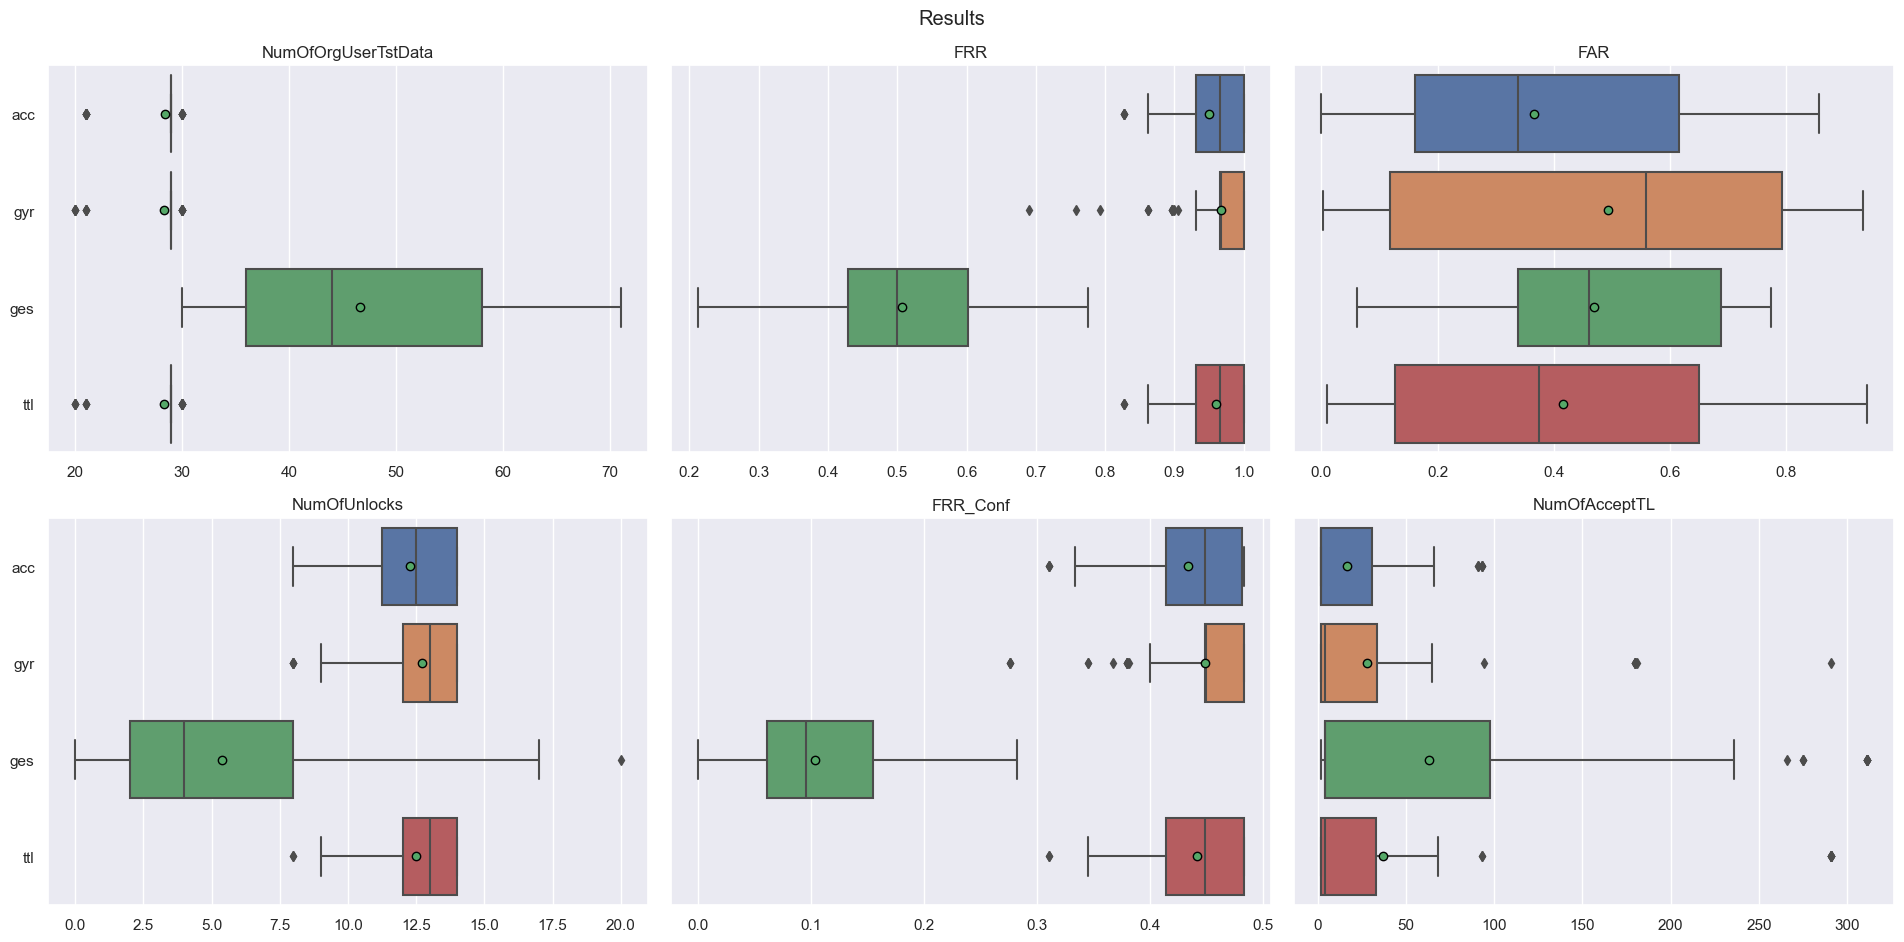 Results
NumOfOrgUserTstData
FRR
FAR
acc
gyr
ges
ttl
20 30 40 50 60 70
0.2 0.3 0.4 0.5 0.6 0.7 0.8 0.9 1.0
0.0 0.2 0.4 0.6 0.8
NumOfUnlocks
FRR_Conf
NumOfAcceptTL
acc
gyr
ges
ttl
0.0 2.5 5.0 7.5 10.0 12.5 15.0 17.5 20.0
0.0 0.1 0.2 0.3 0.4 0.5
0 50 100 150 200 250 300